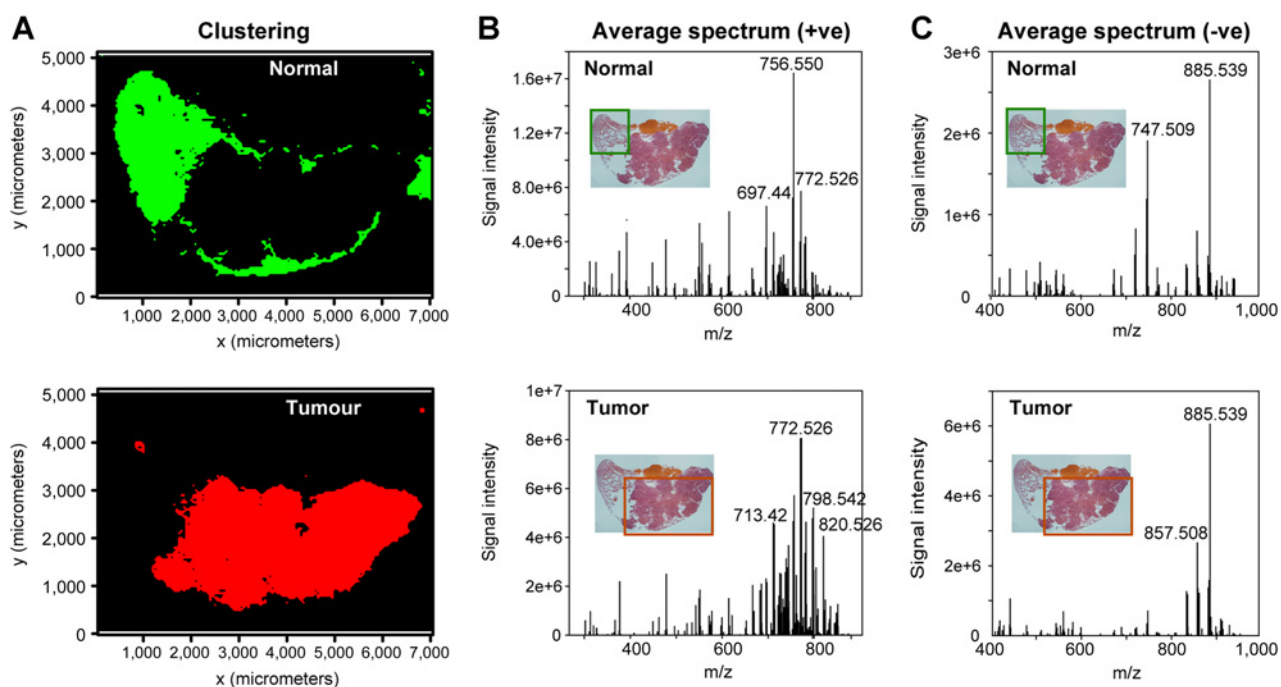 A
Clustering
Normal
5,000
4,000
3,000
2,000
1,000
0
y (micrometers)
1,000 2,000 3,000 4,000 5,000 6,000 7,000
x (micrometers)
B
Average spectrum (+ve)
Normal
756.550
772.526
697.44
1.6e+7
1.2e+7
8.0e+6
4.0e+6
0
Signal intensity
400 600 800
m/z
C
Average spectrum (-ve)
Normal
885.539
747.509
3e+6
2e+6
1e+6
0
Signal intensity
400 600 800 1,000
m/z
Tumour
5,000
4,000
3,000
2,000
1,000
0
y (micrometers)
1,000 2,000 3,000 4,000 5,000 6,000 7,000
x (micrometers)
Tumor
772.526
798.542
713.42
820.526
1e+7
8e+6
6e+6
4e+6
2e+6
0
Signal intensity
400 600 800
m/z
Tumor
885.539
857.508
6e+6
4e+6
2e+6
0
Signal intensity
400 600 800 1,000
m/z